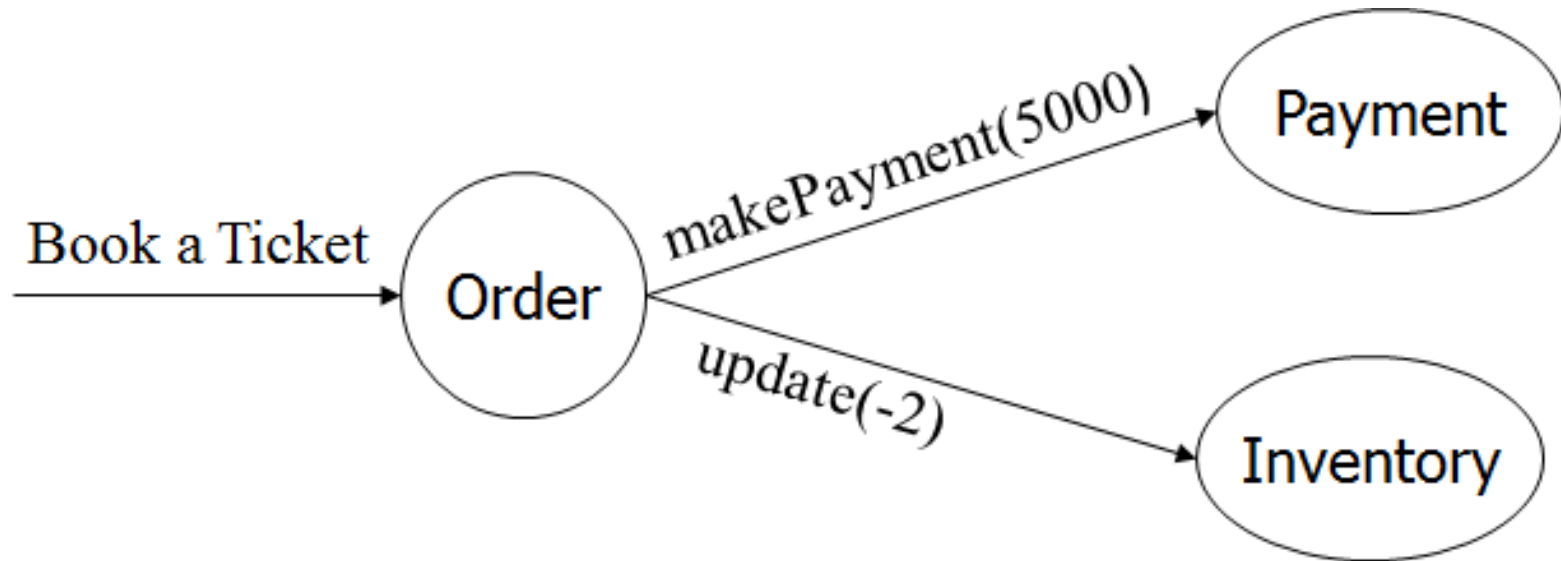 Book a Ticket
Order
makePayment(5000)
Payment
update(-2)
Inventory